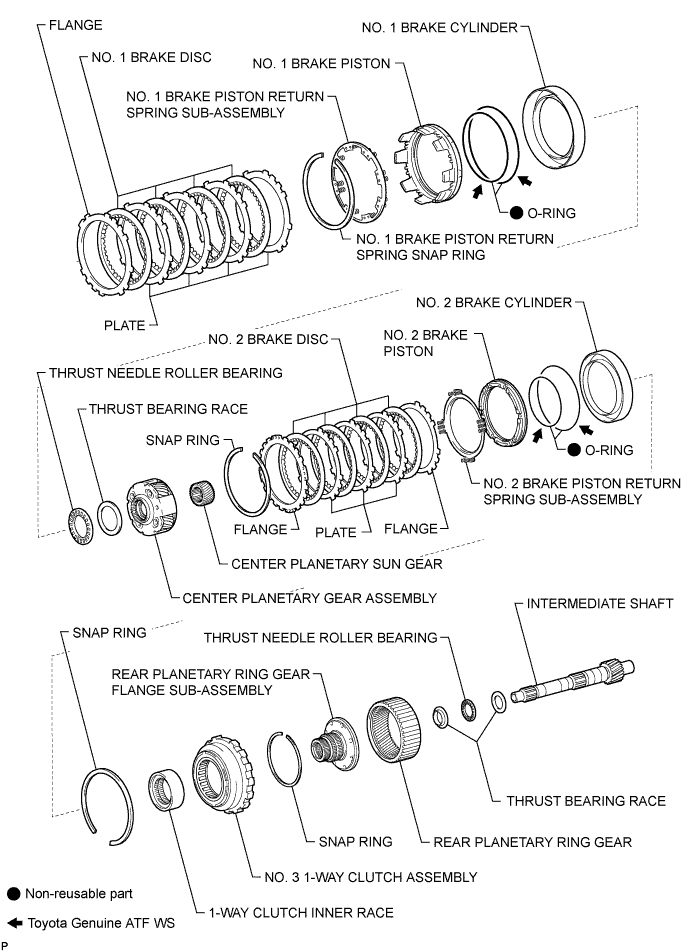 FLANGE
NO. 1 BRAKE CYLINDER
NO. 1 BRAKE DISC
NO. 1 BRAKE PISTON
NO. 1 BRAKE PISTON RETURN
SPRING SUB-ASSEMBLY
O-RING
NO. 1 BRAKE PISTON RETURN
SPRING SNAP RING
PLATE
NO. 2 BRAKE CYLINDER
NO. 2 BRAKE DISC
NO. 2 BRAKE
PISTON
THRUST NEEDLE ROLLER BEARING
THRUST BEARING RACE
SNAP RING
O-RING
NO. 2 BRAKE PISTON RETURN
SPRING SUB-ASSEMBLY
FLANGE
PLATE
FLANGE
CENTER PLANETARY SUN GEAR
CENTER PLANETARY GEAR ASSEMBLY
INTERMEDIATE SHAFT
SNAP RING
THRUST NEEDLE ROLLER BEARING
REAR PLANETARY RING GEAR
FLANGE SUB-ASSEMBLY
THRUST BEARING RACE
SNAP RING
REAR PLANETARY RING GEAR
NO. 3 1-WAY CLUTCH ASSEMBLY
1-WAY CLUTCH INNER RACE
Non-reusable part
Toyota Genuine ATF WS
P